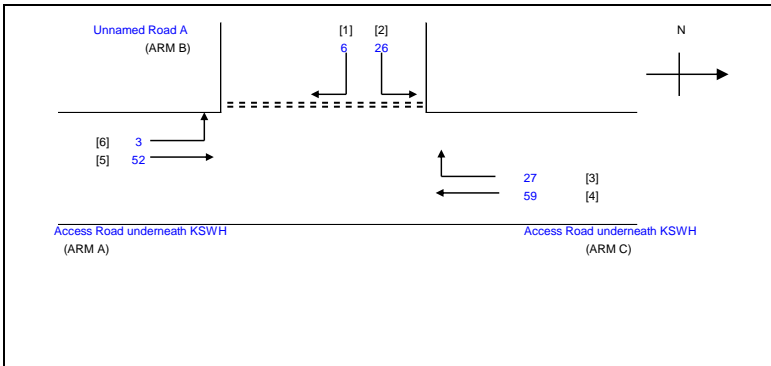 Unnamed Road A [1] [2] N
(ARM B) 6 26
[6] 3
[5] 52
27 [3]
59 [4]
Access Road underneath KSWH Access Road underneath KSWH
(ARM A) (ARM C)